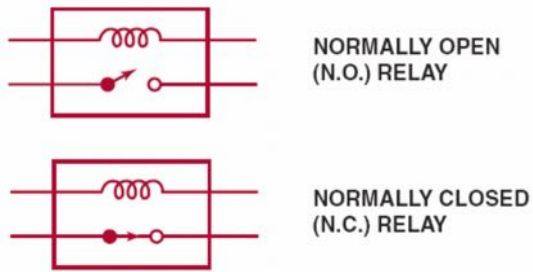 NORMALLY OPEN
(N.O.) RELAY
NORMALLY CLOSED
(N.C.) RELAY